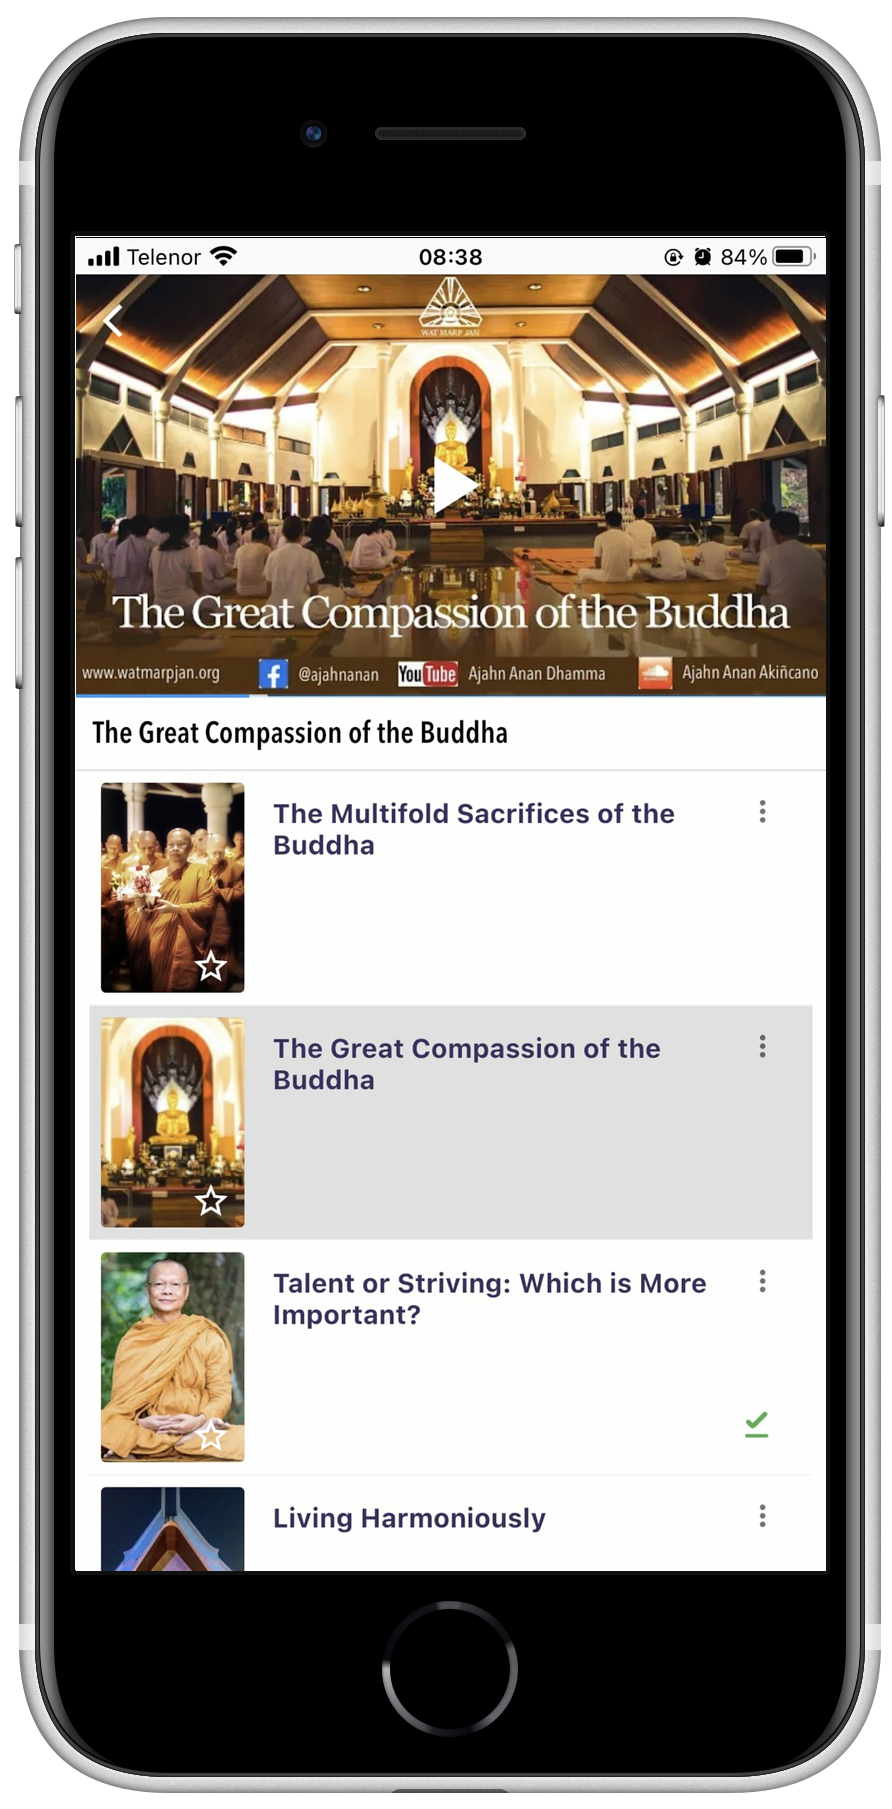 Telenor 08:38 84%
WAT MARP JAN
The Great Compassion of the Buddha
www.watmarpjan.org @ajahnanan YouTube Ajahn Anan Dhamma Ajahn Anan Akiñcano
The Great Compassion of the Buddha
The Multifold Sacrifices of the
Buddha
The Great Compassion of the
Buddha
Talent or Striving: Which is More
Important?
Living Harmoniously